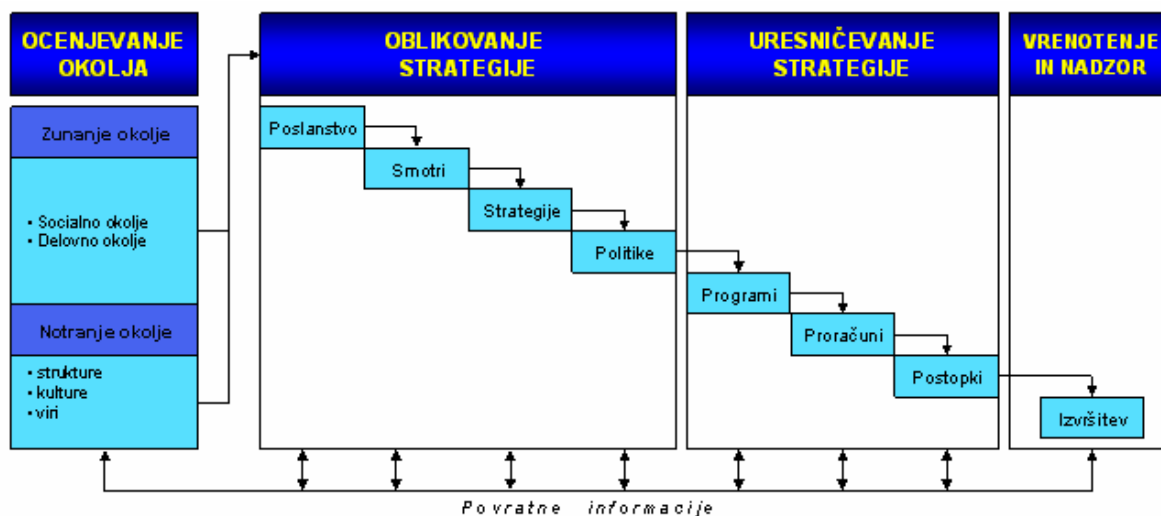 OCENJEVANJE
OKOLJA
Zunanje okolje
• Socialno okolje
• Delovno okolje
Notranje okolje
• strukture
• kulture
• viri
OBLIKOVANJE
STRATEGIJE
Poslanstvo
Smotri
Strategije
Politike
URESNIČEVANJE
STRATEGIJE
Programi
Proračuni
Postopki
VRENOTENJE
IN NADZOR
Izvršitev
Povratne informacije